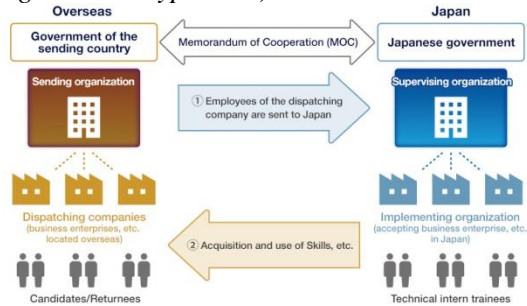 Overseas
Japan
Government of the
sending country
Memorandum of Cooperation (MOC)
Japanese government
Sending organization
① Employees of the dispatching
company are sent to Japan
Supervising organization
Dispatching companies
(business enterprises, etc.
located overseas)
② Acquisition and use of Skills, etc.
Implementing organization
(accepting business enterprise, etc.
in Japan)
Candidates/Returnees
Technical intern trainees